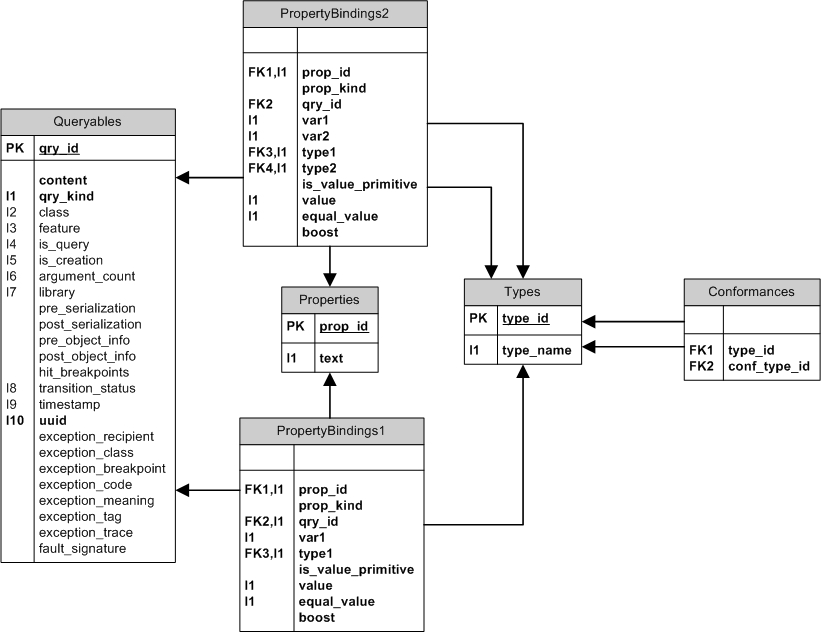 PropertyBindings2
FK1,I1 prop_id
prop_kind
FK2 qry_id
I1 var1
I1 var2
FK3,I1 type1
FK4,I1 type2
is_value_primitive
I1 value
I1 equal_value
boost
Queryables
PK qry_id
content
I1 qry_kind
I2 class
I3 feature
I4 is_query
I5 is_creation
I6 argument_count
I7 library
pre_serialization
post_serialization
pre_object_info
post_object_info
hit_breakpoints
I8 transition_status
I9 timestamp
I10 uuid
exception_recipient
exception_class
exception_breakpoint
exception_code
exception_meaning
exception_tag
exception_trace
fault_signature
Properties
PK prop_id
I1 text
Types
PK type_id
I1 type_name
Conformances
FK1 type_id
FK2 conf_type_id
PropertyBindings1
FK1,I1 prop_id
prop_kind
FK2,I1 qry_id
I1 var1
FK3,I1 type1
is_value_primitive
I1 value
I1 equal_value
boost